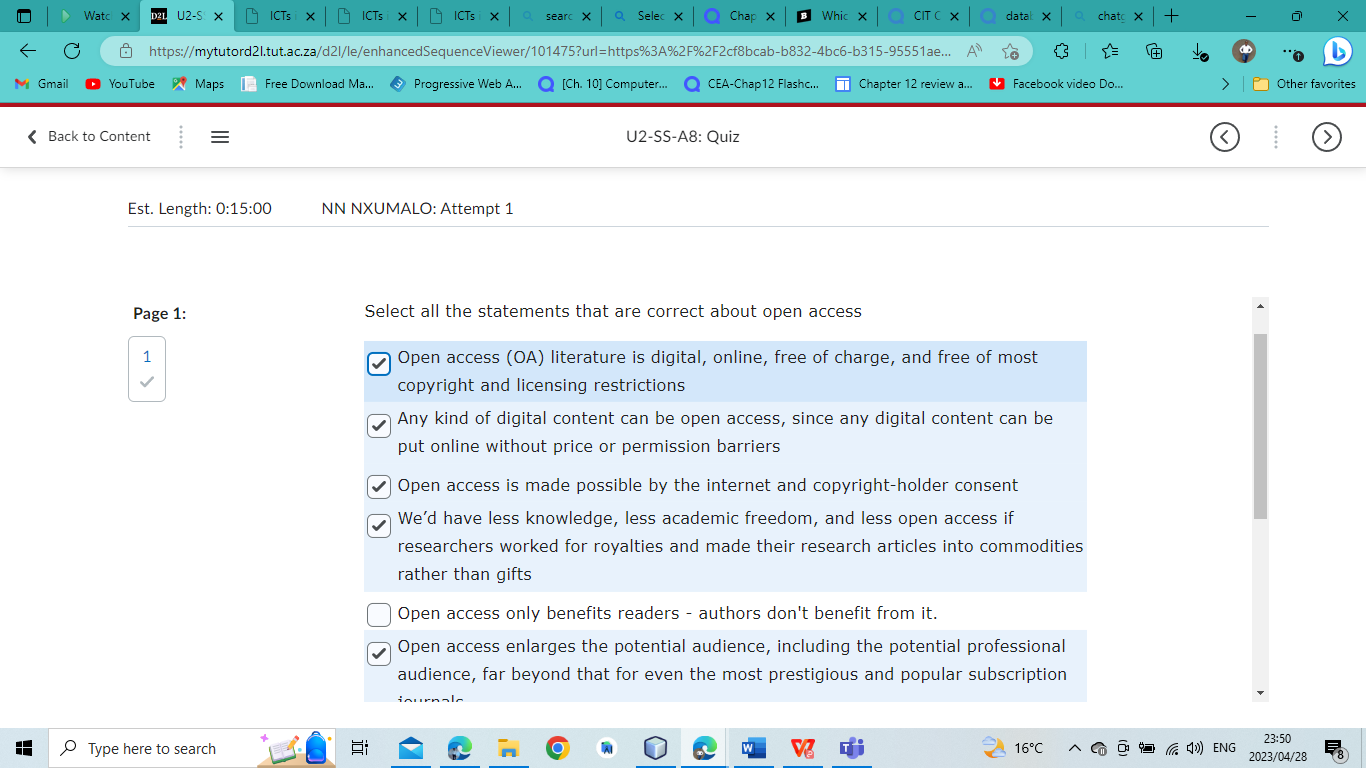 Watc
U2-S
ICTs
ICTs
ICTs
searc
Selec
Chap
Whic
CIT C
datab
chatg
https://mytutord2l.tut.ac.za/d2l/le/enhancedSequenceViewer/101475?url=https%3A%2F%2F2cf8bcab-b832-4bc6-b315-95551ae...
Gmail
YouTube
Maps
Free Download Ma...
Progressive Web A...
[Ch. 10] Computer...
CEA-Chap12 Flashc...
Chapter 12 review a...
Facebook video Do...
Other favorites
Back to Content
U2-SS-A8: Quiz
Est. Length: 0:15:00 NN NXUMALO: Attempt 1
Page 1:
1
Select all the statements that are correct about open access
Open access (OA) literature is digital, online, free of charge, and free of most
copyright and licensing restrictions
Any kind of digital content can be open access, since any digital content can be
put online without price or permission barriers
Open access is made possible by the internet and copyright-holder consent
We’d have less knowledge, less academic freedom, and less open access if
researchers worked for royalties and made their research articles into commodities
rather than gifts
Open access only benefits readers - authors don't benefit from it.
Open access enlarges the potential audience, including the potential professional
audience, far beyond that for even the most prestigious and popular subscription
journals
Type here to search
16°C
ENG
23:50
2023/04/28
8